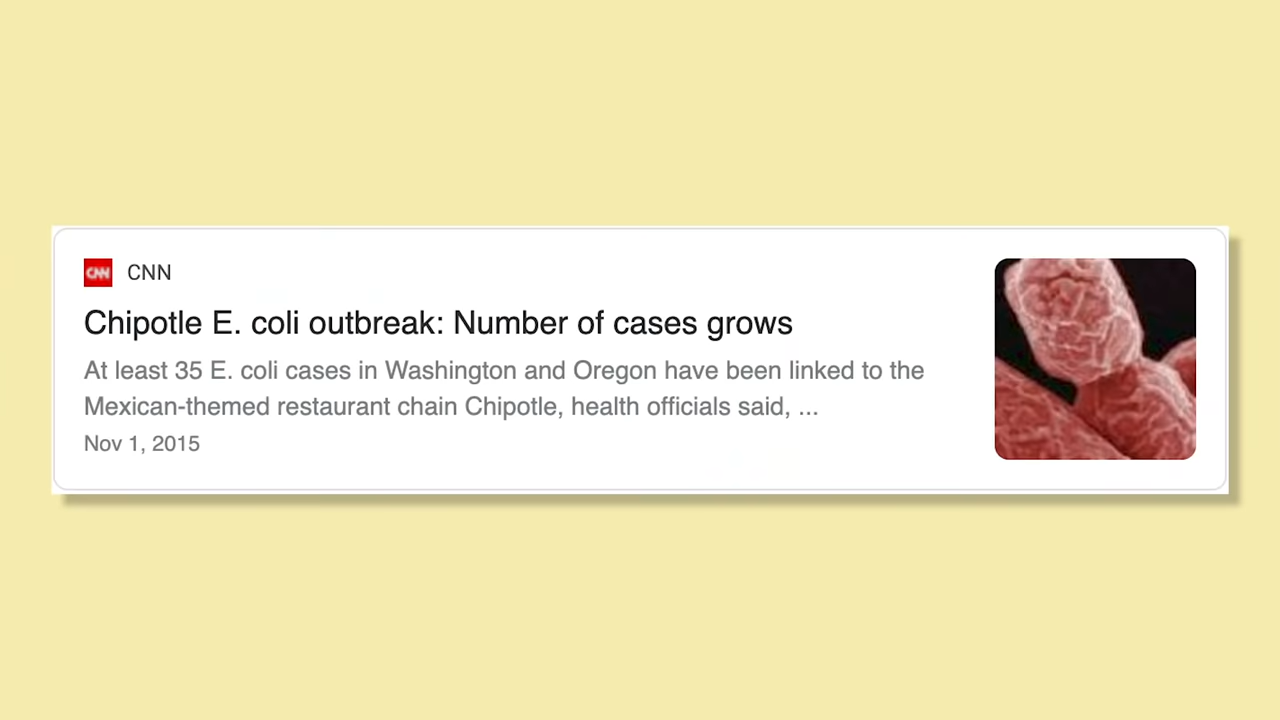 CNN CNN
Chipotle E. coli outbreak: Number of cases grows
At least 35 E. coli cases in Washington and Oregon have been linked to the
Mexican-themed restaurant chain Chipotle, health officials said, ...
Nov 1, 2015